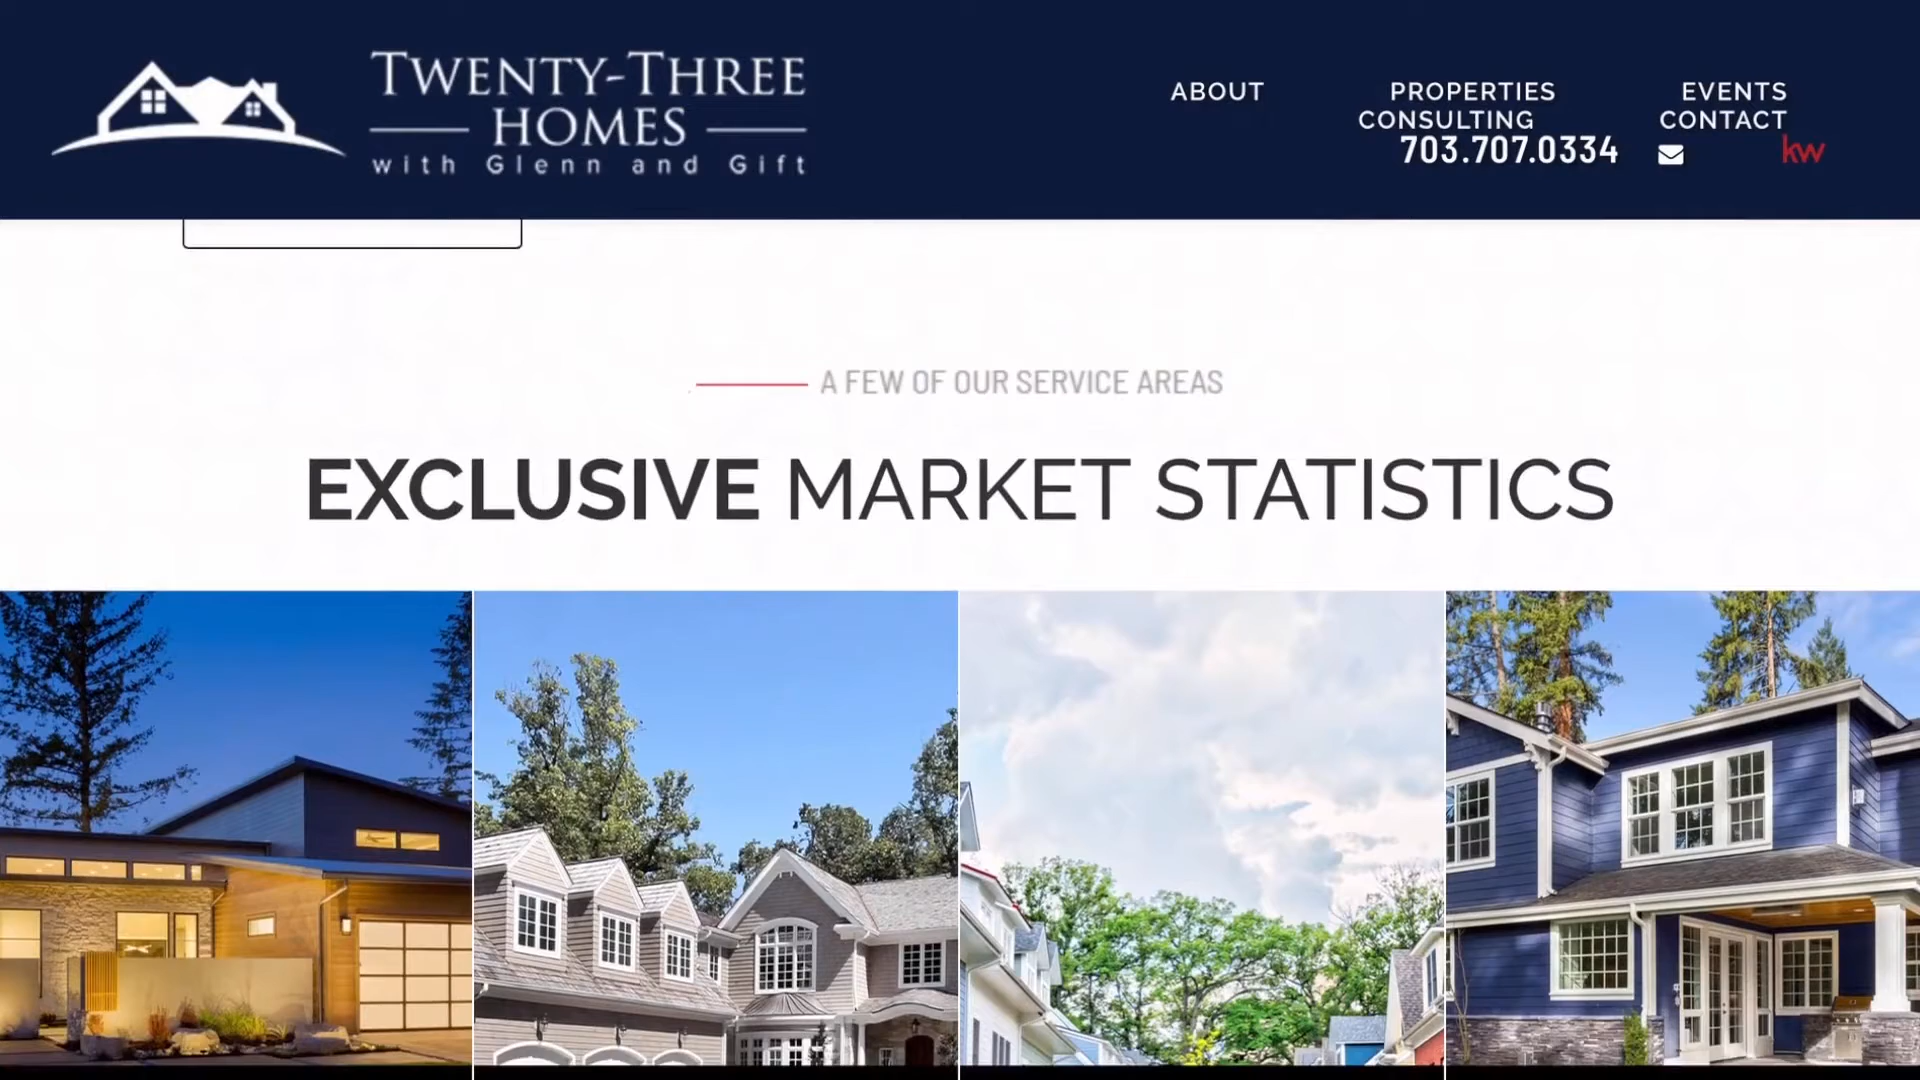 TWENTY-THREE
HOMES
with Glenn and Gift
ABOUT PROPERTIES EVENTS
CONSULTING CONTACT
703.707.0334
kw
A FEW OF OUR SERVICE AREAS
EXCLUSIVE MARKET STATISTICS